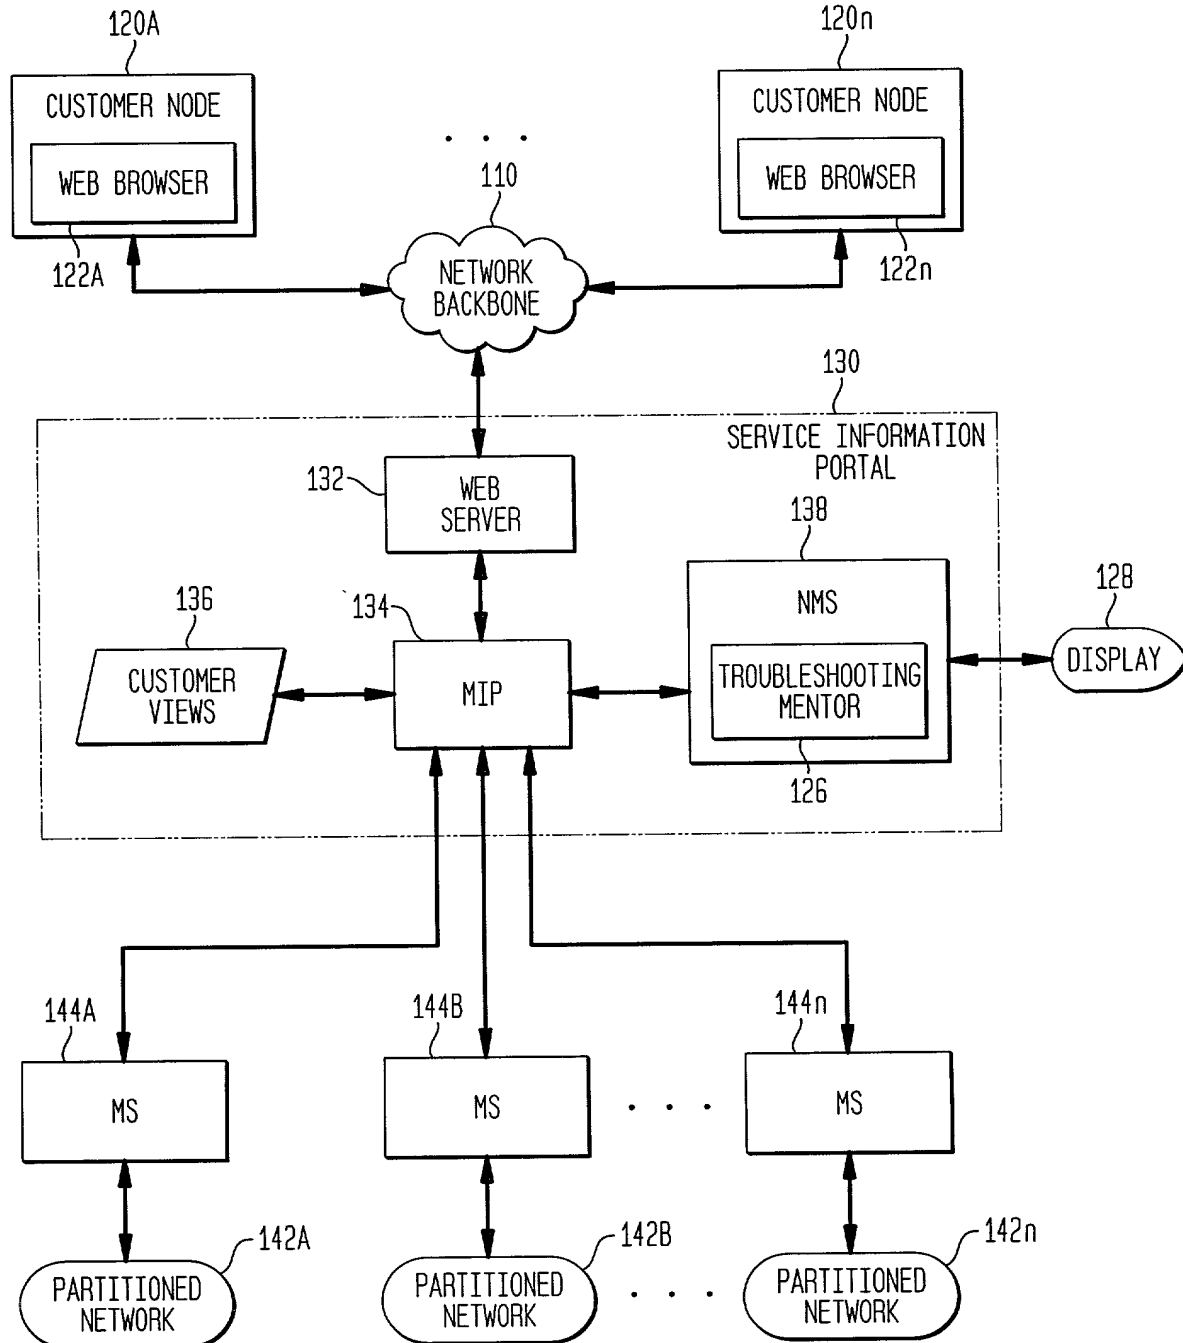 120A
120n
CUSTOMER NODE
CUSTOMER NODE
WEB BROWSER
WEB BROWSER
122A
122n
110
NETWORK
BACKBONE
130
SERVICE INFORMATION
PORTAL
132
WEB
SERVER
138
NMS
TROUBLESHOOTING
MENTOR
126
128
DISPLAY
136
CUSTOMER
VIEWS
134
MIP
144A
MS
144B
MS
144n
MS
142A
PARTITIONED
NETWORK
142B
PARTITIONED
NETWORK
142n
PARTITIONED
NETWORK